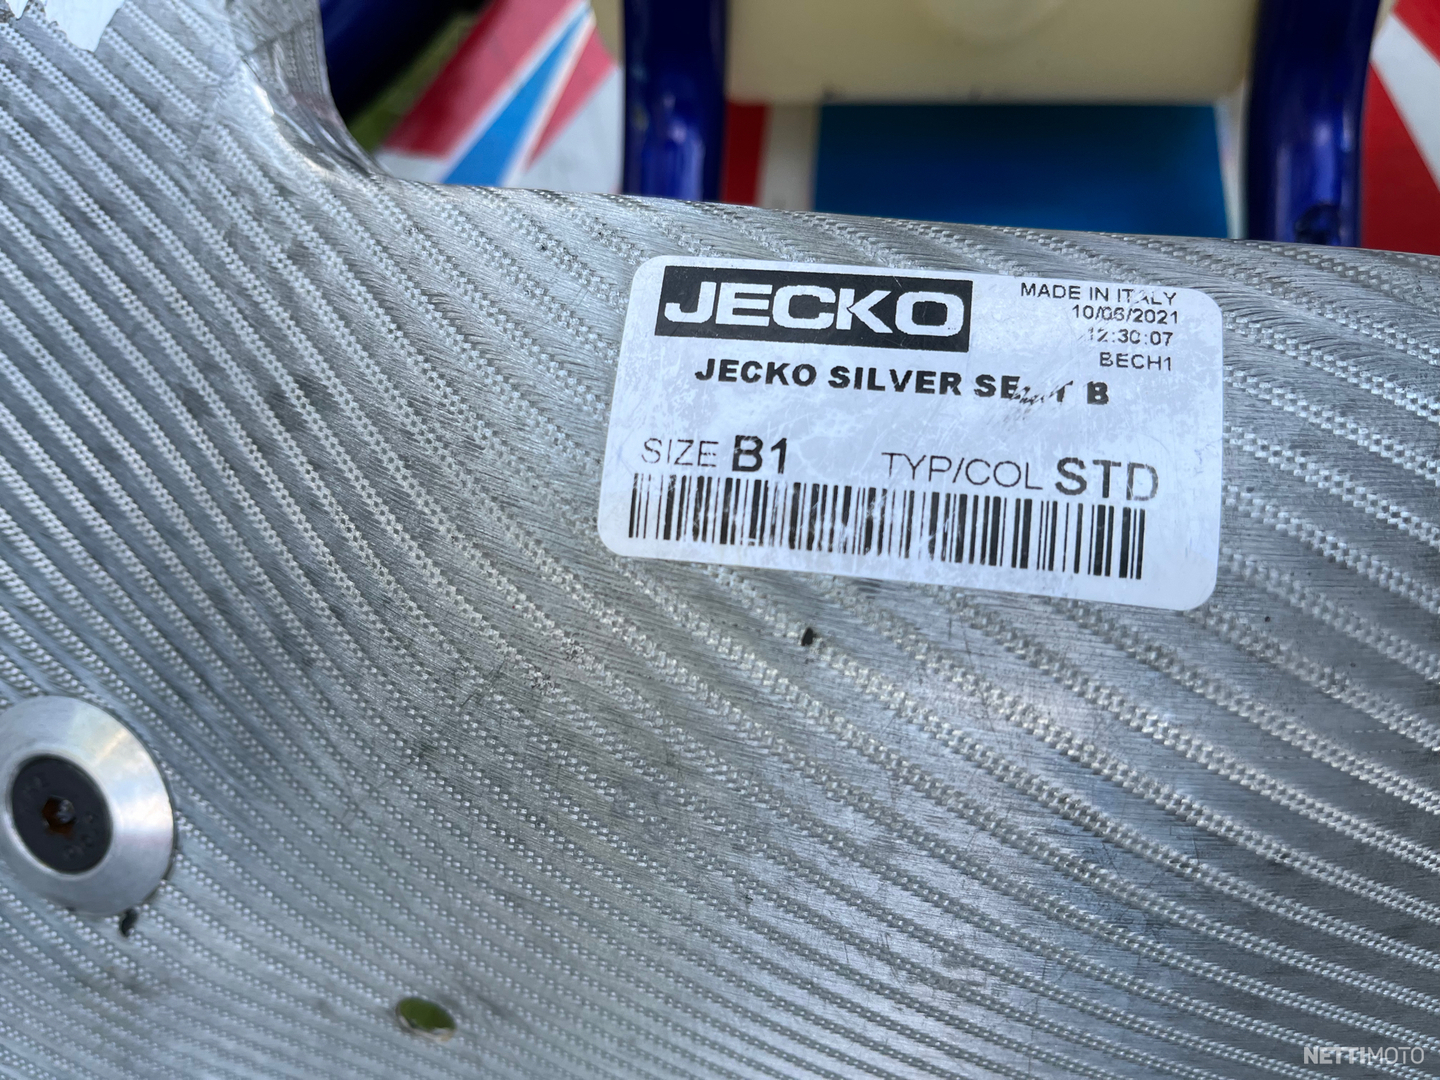 JECKO
MADE IN ITALY
10/06/2021
12:30:07
BECH1
JECKO SILVER SEAT B
SIZE B1
TYP/COL STD
NETTIMOTO